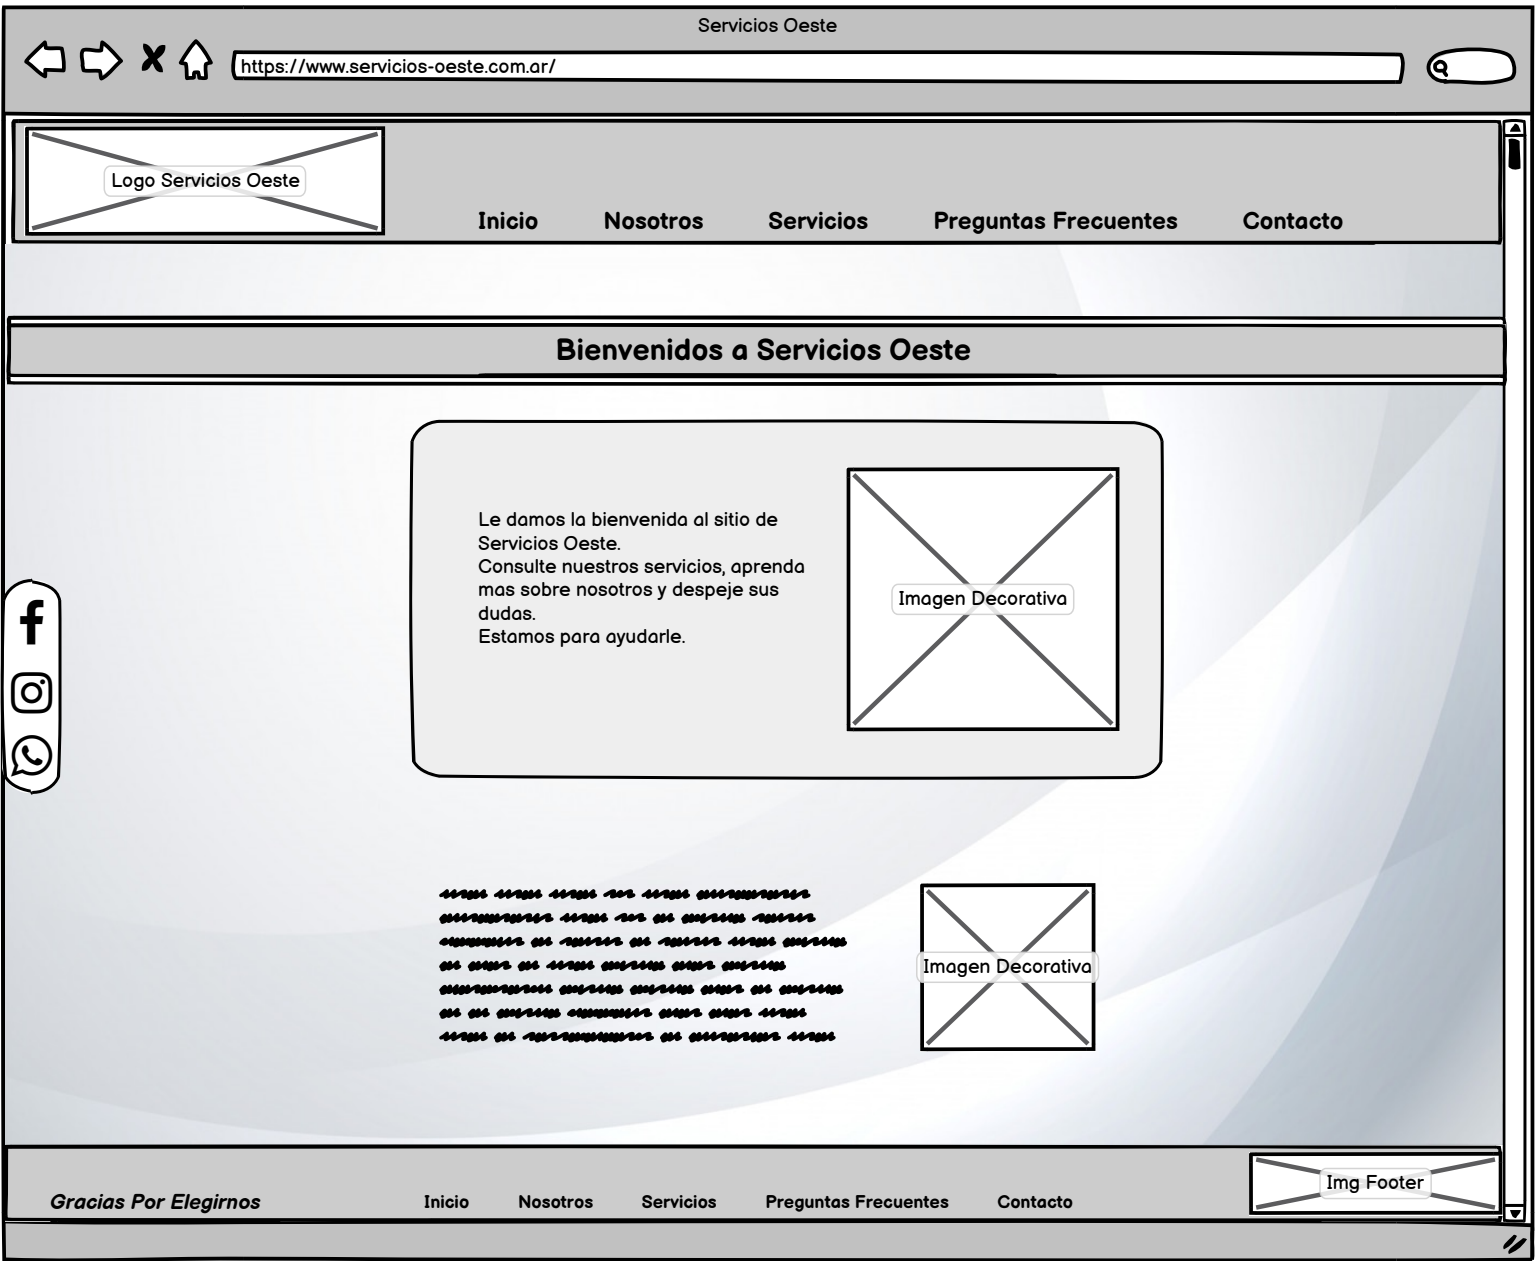 Servicios Oeste
https://www.servicios-oeste.com.ar/
Logo Servicios Oeste
Inicio Nosotros Servicios Preguntas Frecuentes Contacto
Bienvenidos a Servicios Oeste
Le damos la bienvenida al sitio de
Servicios Oeste.
Consulte nuestros servicios, aprenda
mas sobre nosotros y despeje sus
dudas.
Estamos para ayudarle.
Imagen Decorativa
Imagen Decorativa
Gracias Por Elegirnos
Inicio Nosotros Servicios Preguntas Frecuentes Contacto
Img Footer